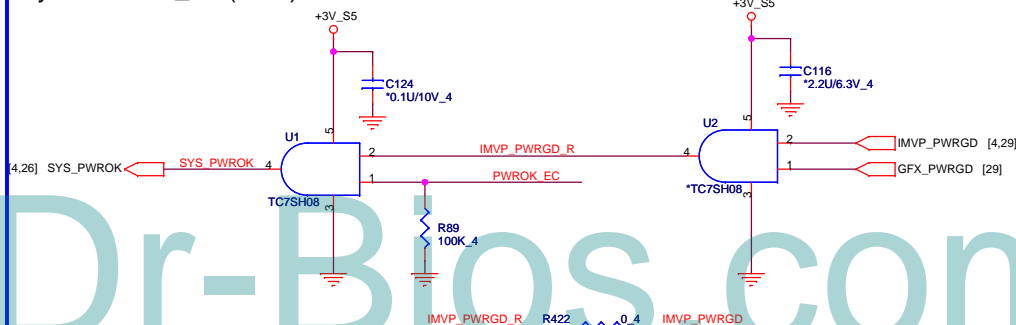 +3V_S5
+3V_S5
C124
*0.1U/10V_4
C116
*2.2U/6.3V_4
U1
5
U2
5
[4,26] SYS_PWROK
SYS_PWROK
4
2
IMVP_PWRGD_R
4
2
IMVP_PWRGD [4,29]
1
PWROK_EC
1
GFX_PWRGD [29]
TC7SH08
3
*TC7SH08
3
R89
100K_4
Dr-Bios.com
IMVP_PWRGD_R
R422
0_4
IMVP_PWRGD